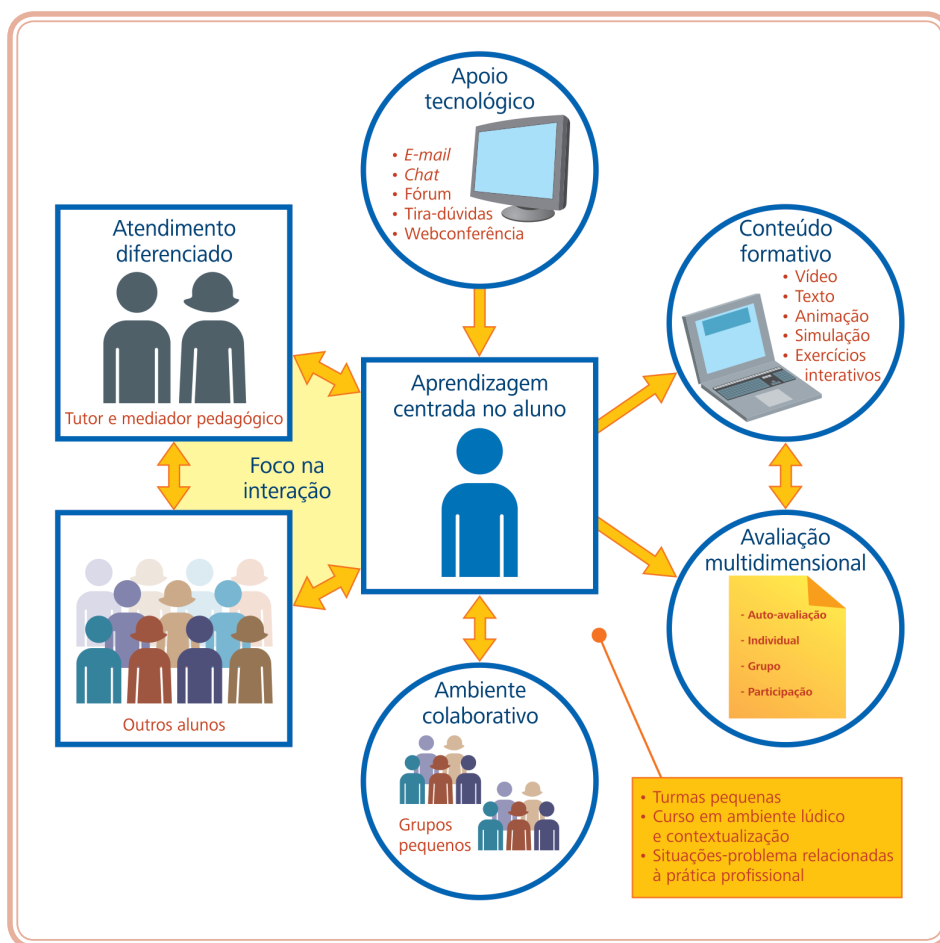 Apoio
tecnológico
• E-mail
• Chat
• Fórum
• Tira-dúvidas
• Webconferência
Atendimento
diferenciado
Tutor e mediador pedagógico
Conteúdo
formativo
• Vídeo
• Texto
• Animação
• Simulação
• Exercícios
interativos
Aprendizagem
centrada no aluno
Foco na
interação
Outros alunos
Avaliação
multidimensional
- Auto-avaliação
- Individual
- Grupo
- Participação
Ambiente
colaborativo
Grupos
pequenos
• Turmas pequenas
• Curso em ambiente lúdico
e contextualização
• Situações-problema relacionadas
à prática profissional